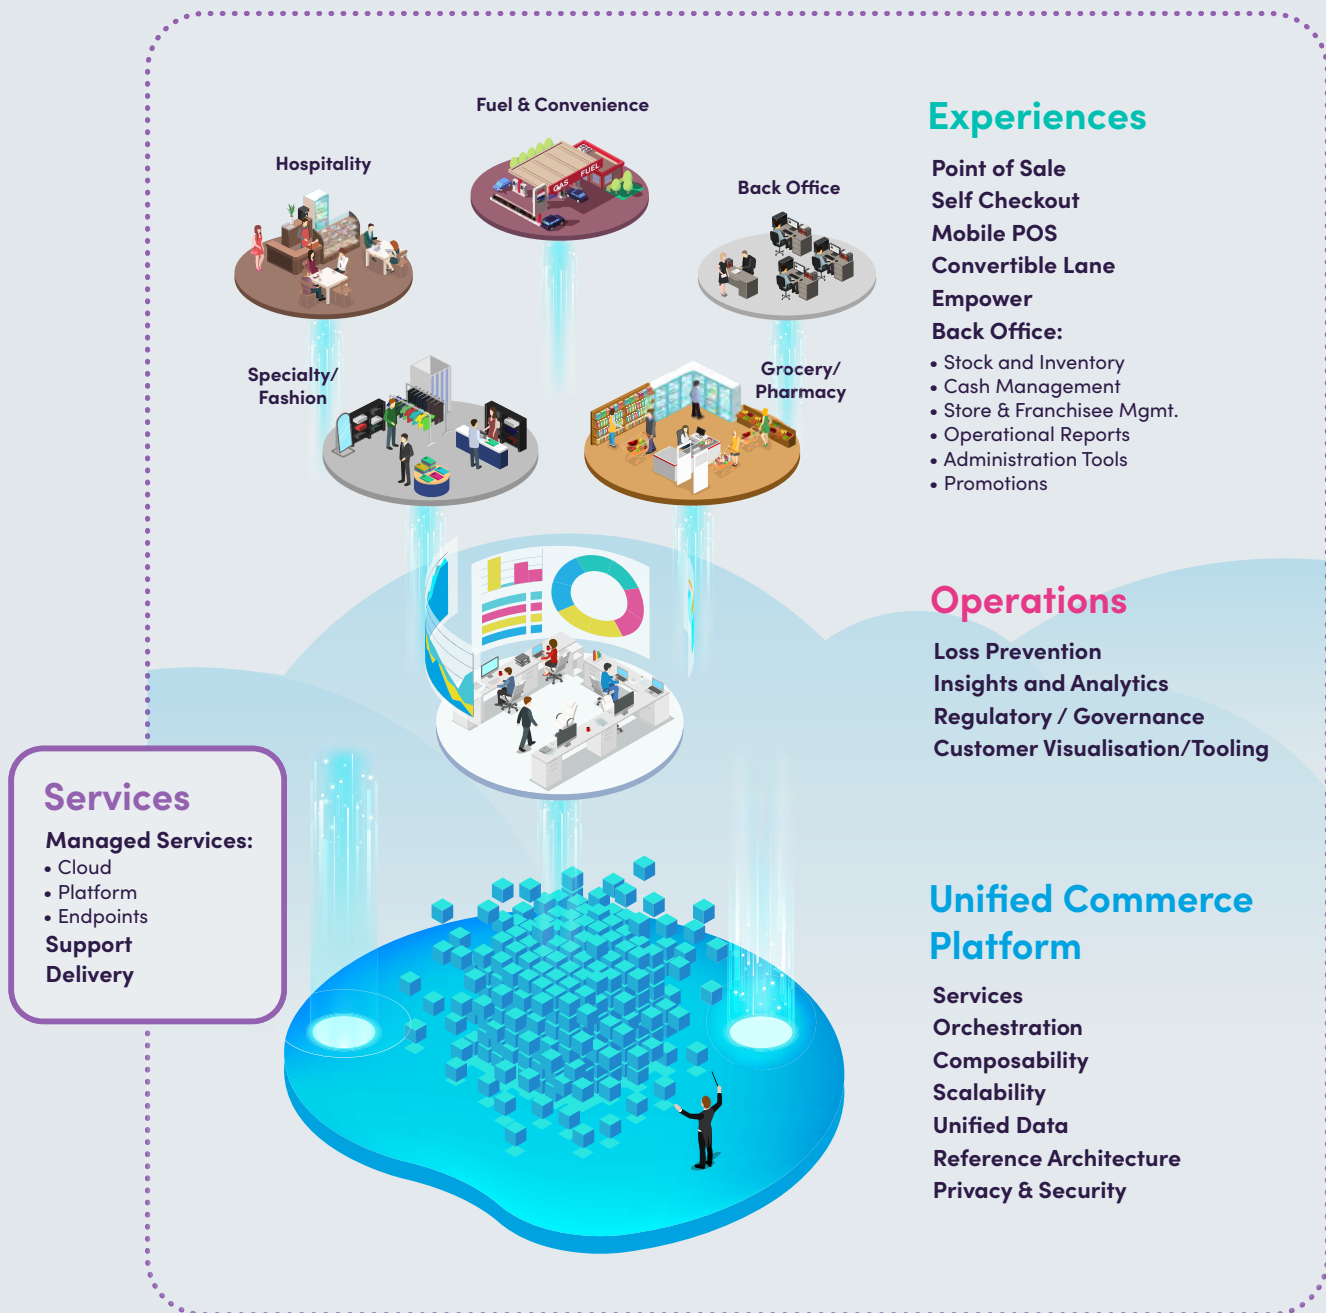 Fuel & Convenience
Hospitality
Back Office
GAS
FUEL
Specialty/
Fashion
Grocery/
Pharmacy
Experiences
Point of Sale
Self Checkout
Mobile POS
Convertible Lane
Empower
Back Office:
• Stock and Inventory
• Cash Management
• Store & Franchisee Mgmt.
• Operational Reports
• Administration Tools
• Promotions
Operations
Loss Prevention
Insights and Analytics
Regulatory / Governance
Customer Visualisation/Tooling
Services
Managed Services:
• Cloud
• Platform
• Endpoints
Support
Delivery
Unified Commerce
Platform
Services
Orchestration
Composability
Scalability
Unified Data
Reference Architecture
Privacy & Security